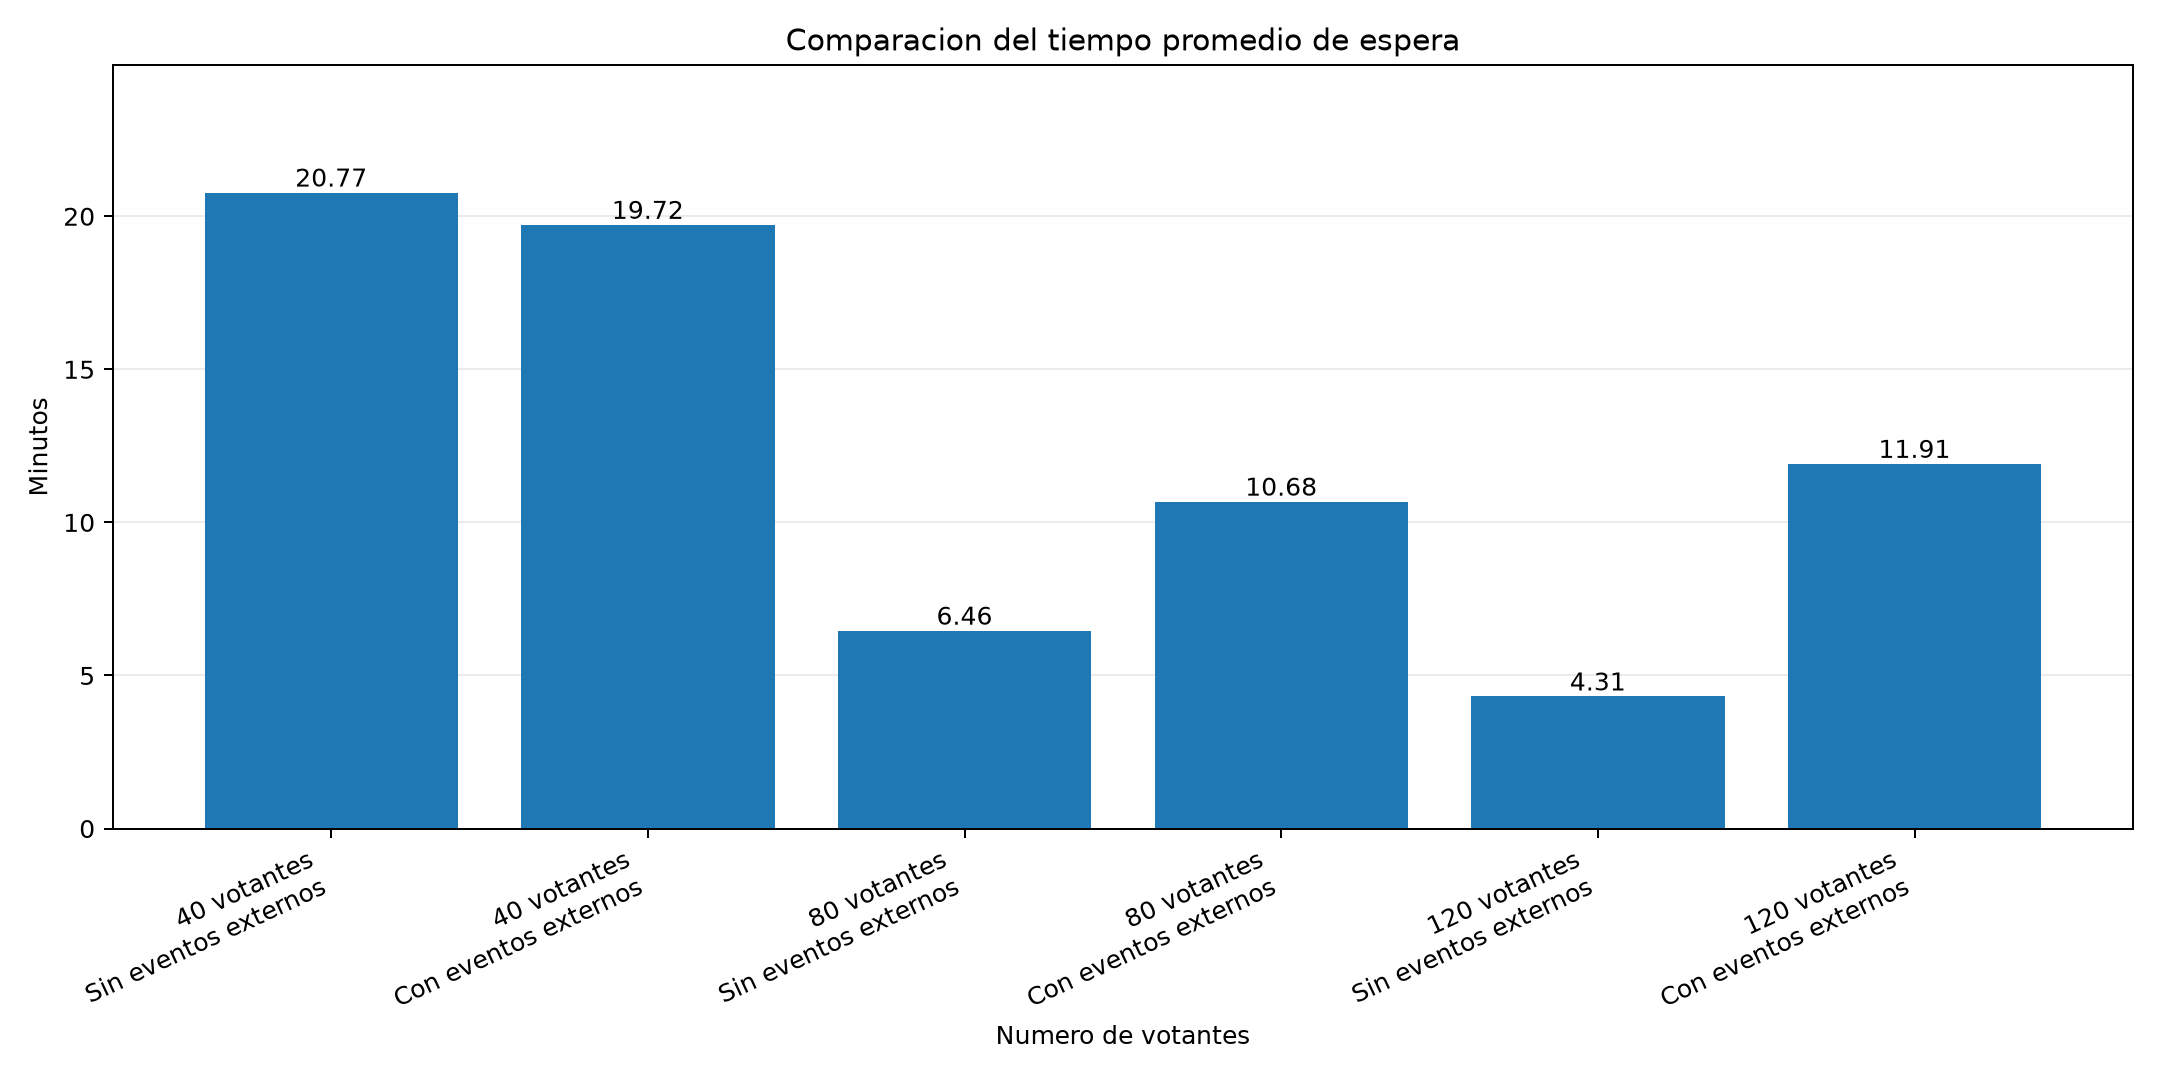 Comparacion del tiempo promedio de espera
Minutos
20
15
10
5
0
20.77
19.72
6.46
10.68
4.31
11.91
40 votantes
Sin eventos externos
40 votantes
Con eventos externos
80 votantes
Sin eventos externos
80 votantes
Con eventos externos
120 votantes
Sin eventos externos
120 votantes
Con eventos externos
Numero de votantes